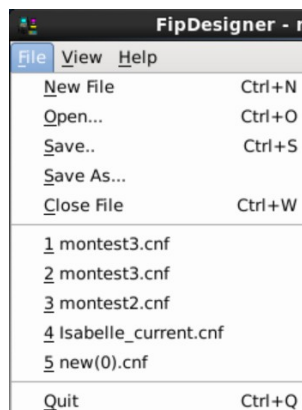 FipDesigner -
File View Help
New File Ctrl+N
Open... Ctrl+O
Save.. Ctrl+S
Save As...
Close File Ctrl+W
1 montest3.cnf
2 montest3.cnf
3 montest2.cnf
4 Isabelle_current.cnf
5 new(0).cnf
Quit Ctrl+Q